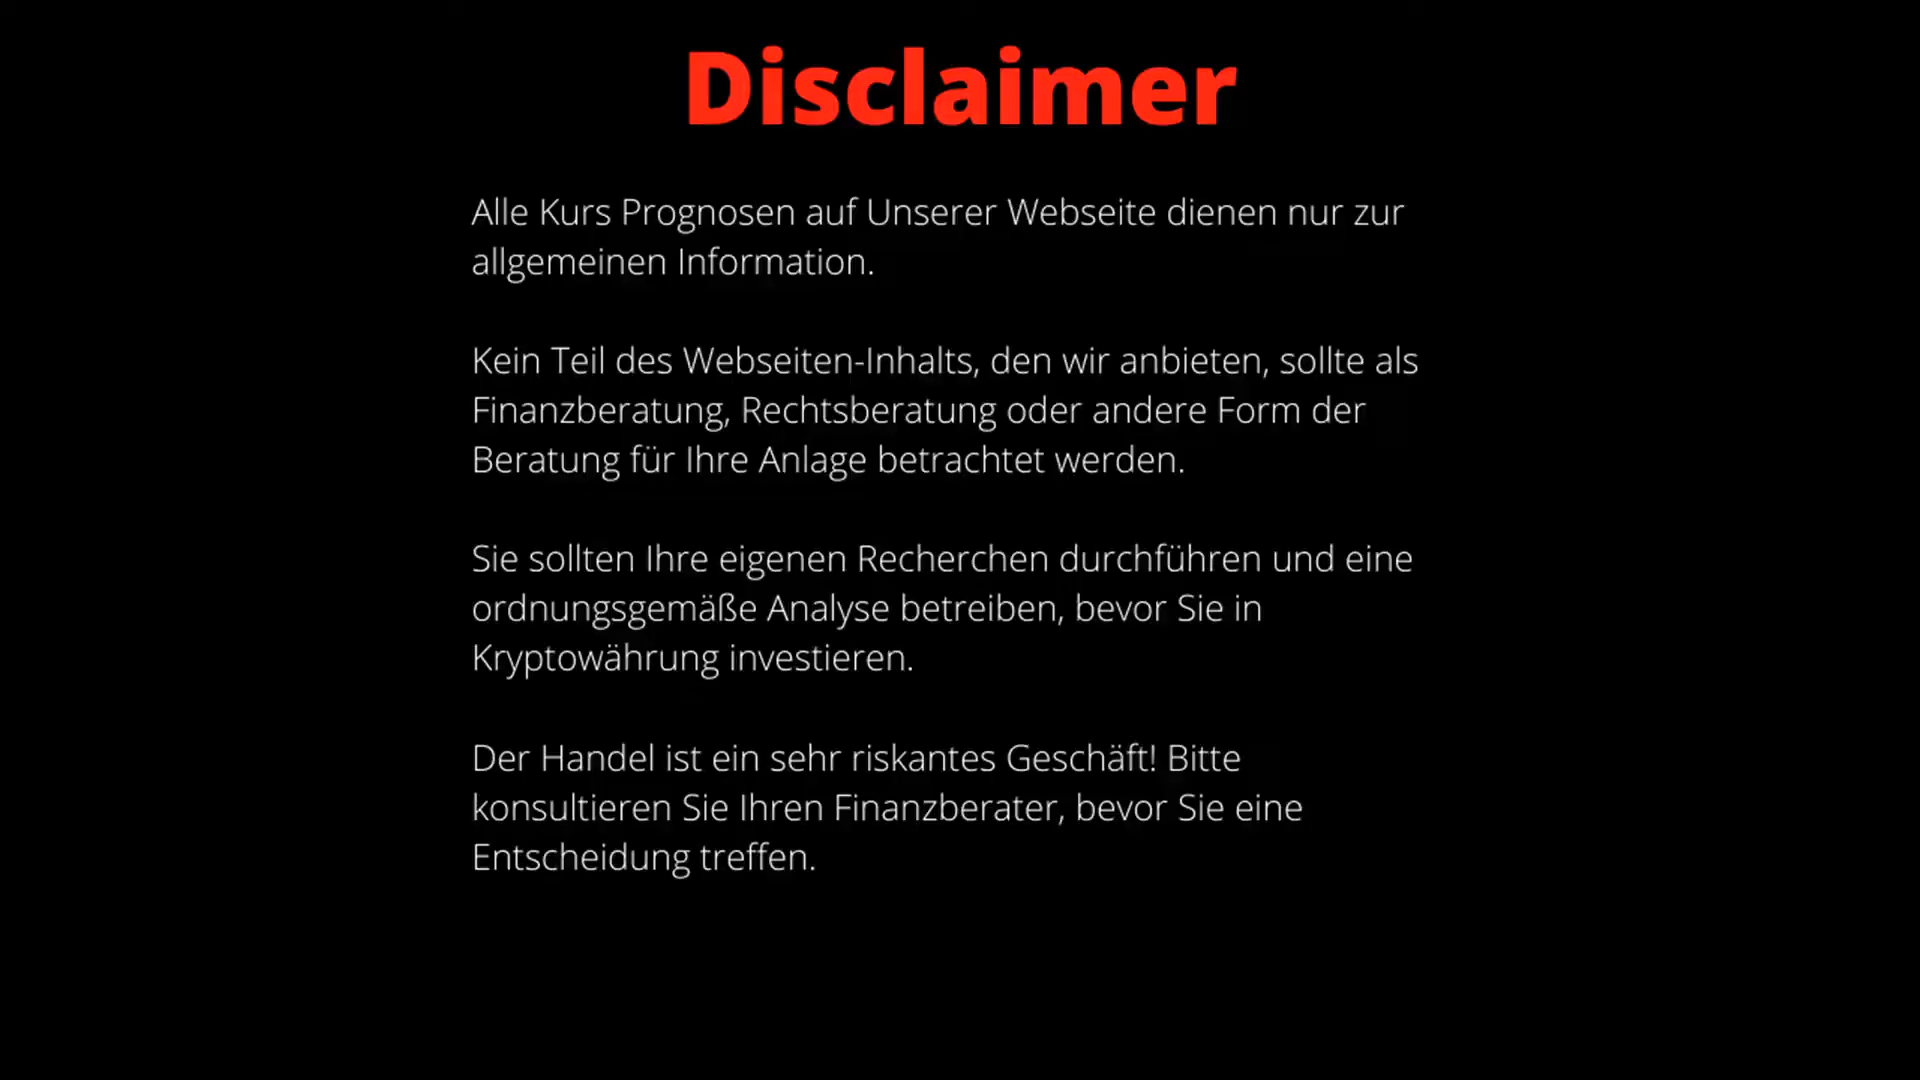 Disclaimer
Alle Kurs Prognosen auf Unserer Webseite dienen nur zur
allgemeinen Information.
Kein Teil des Webseiten-Inhalts, den wir anbieten, sollte als
Finanzberatung, Rechtsberatung oder andere Form der
Beratung für Ihre Anlage betrachtet werden.
Sie sollten Ihre eigenen Recherchen durchführen und eine
ordnungsgemäße Analyse betreiben, bevor Sie in
Kryptowährung investieren.
Der Handel ist ein sehr riskantes Geschäft! Bitte
konsultieren Sie Ihren Finanzberater, bevor Sie eine
Entscheidung treffen.